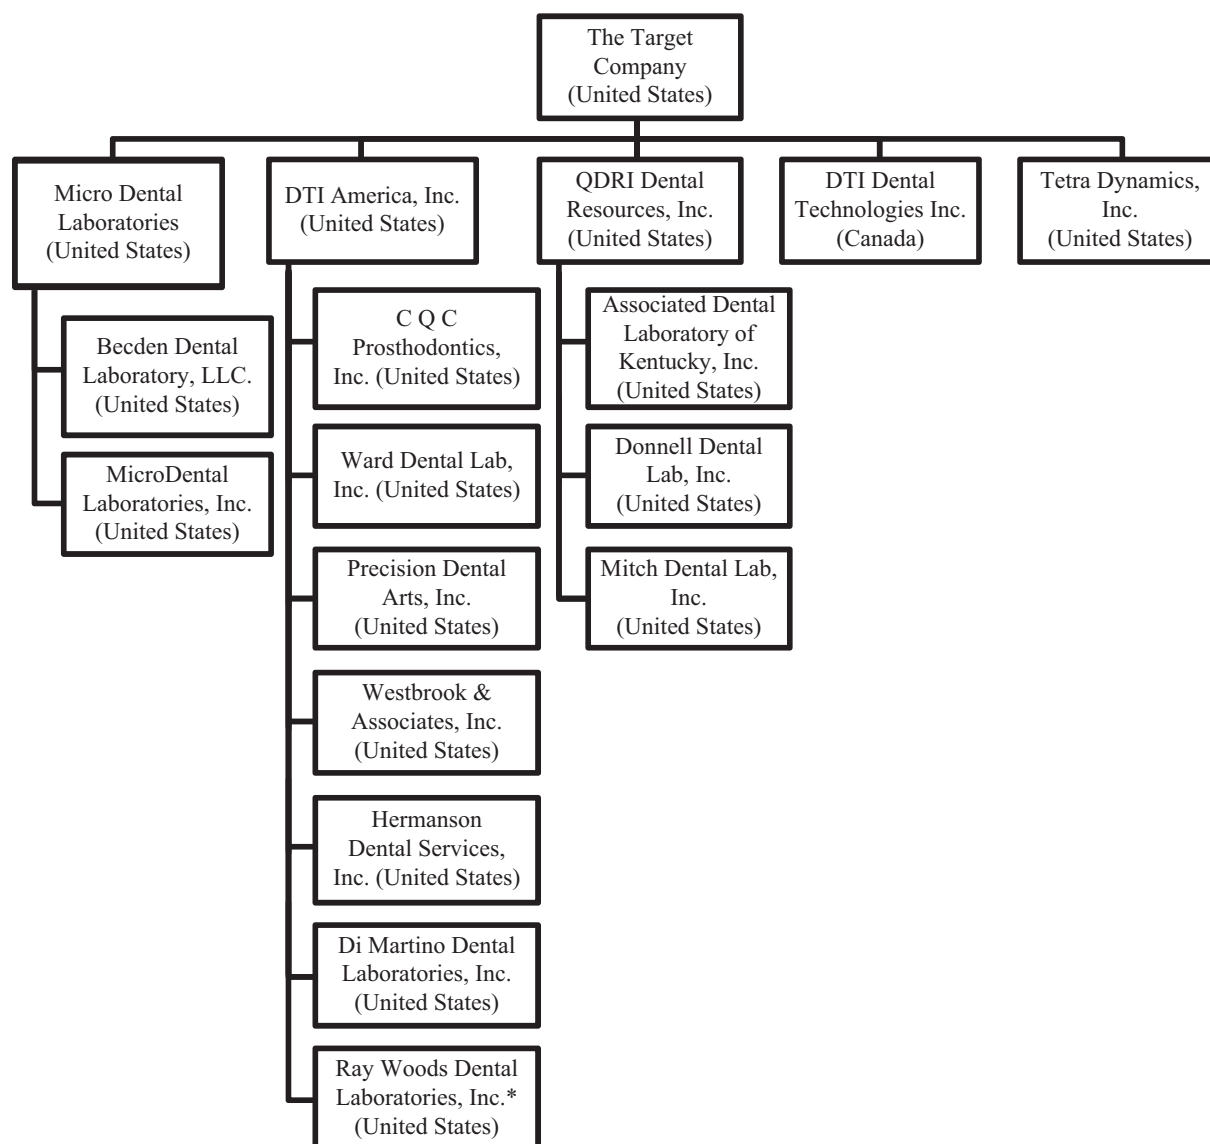 The Target
Company
(United States)
Micro Dental
Laboratories
(United States)
DTI America, Inc.
(United States)
QDRI Dental
Resources, Inc.
(United States)
DTI Dental
Technologies Inc.
(Canada)
Tetra Dynamics,
Inc.
(United States)
Becden Dental
Laboratory, LLC.
(United States)
MicroDental
Laboratories, Inc.
(United States)
C Q C
Prosthodontics,
Inc. (United States)
Ward Dental Lab,
Inc. (United States)
Precision Dental
Arts, Inc.
(United States)
Westbrook &
Associates, Inc.
(United States)
Hermanson
Dental Services,
Inc. (United States)
Di Martino Dental
Laboratories, Inc.
(United States)
Ray Woods Dental
Laboratories, Inc.*
(United States)
Associated Dental
Laboratory of
Kentucky, Inc.
(United States)
Donnell Dental
Lab, Inc.
(United States)
Mitch Dental Lab,
Inc.
(United States)